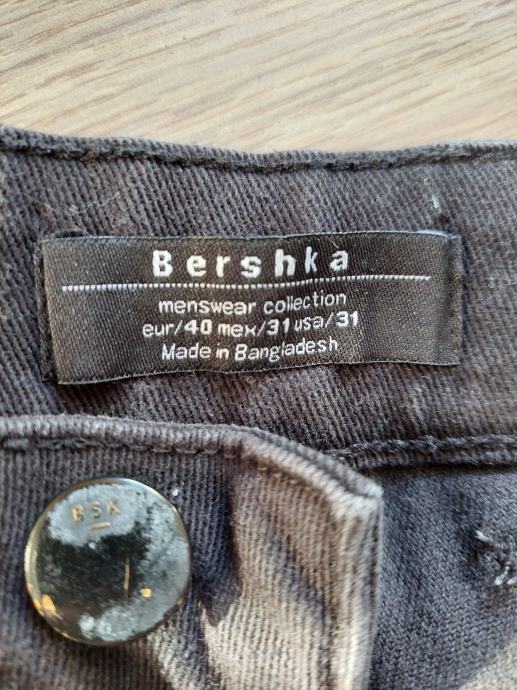 Bershka
menswear collection
eur/40 mex/31 usa/31
Made in Bangladesh
BSK